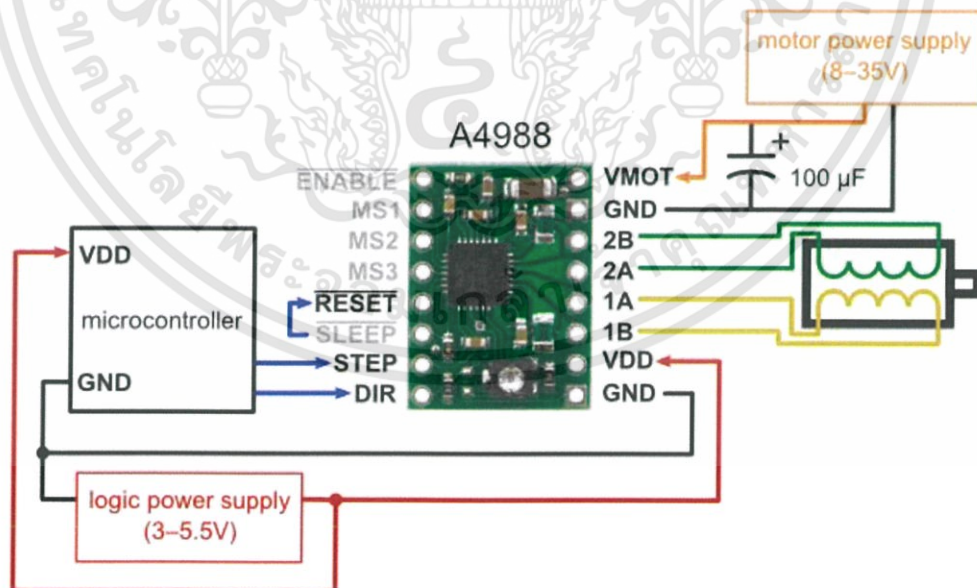 motor power supply
(8–35V)
A4988
+
100 µF
ENABLE
MS1
MS2
MS3
RESET
SLEEP
STEP
DIR
VMOT
GND
2B
2A
1A
1B
VDD
GND
VDD
microcontroller
GND
logic power supply
(3–5.5V)